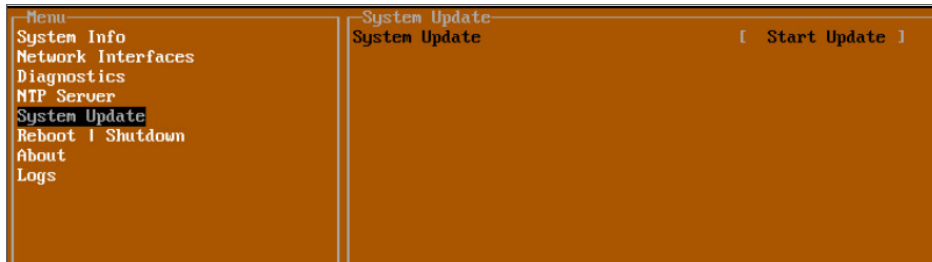 Menu
System Update
System Info
System Update [ Start Update ]
Network Interfaces
Diagnostics
NTP Server
System Update
Reboot | Shutdown
About
Logs